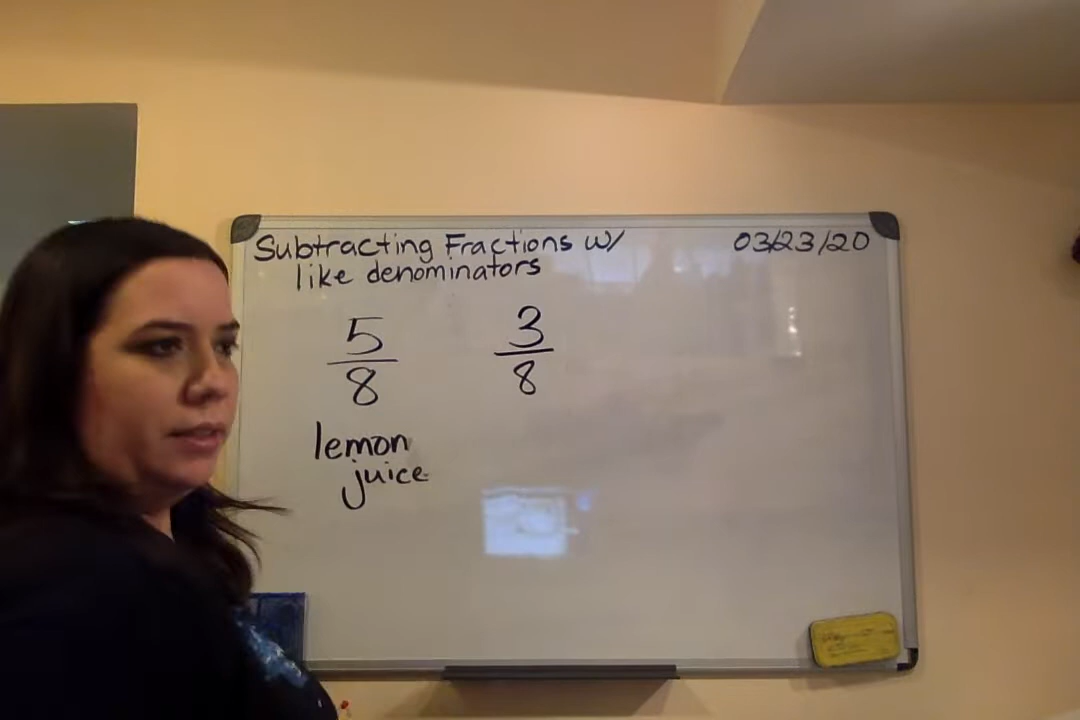 Subtracting Fractions w/ 03/23/20
like denominators
5/8 3/8
lemon
juice